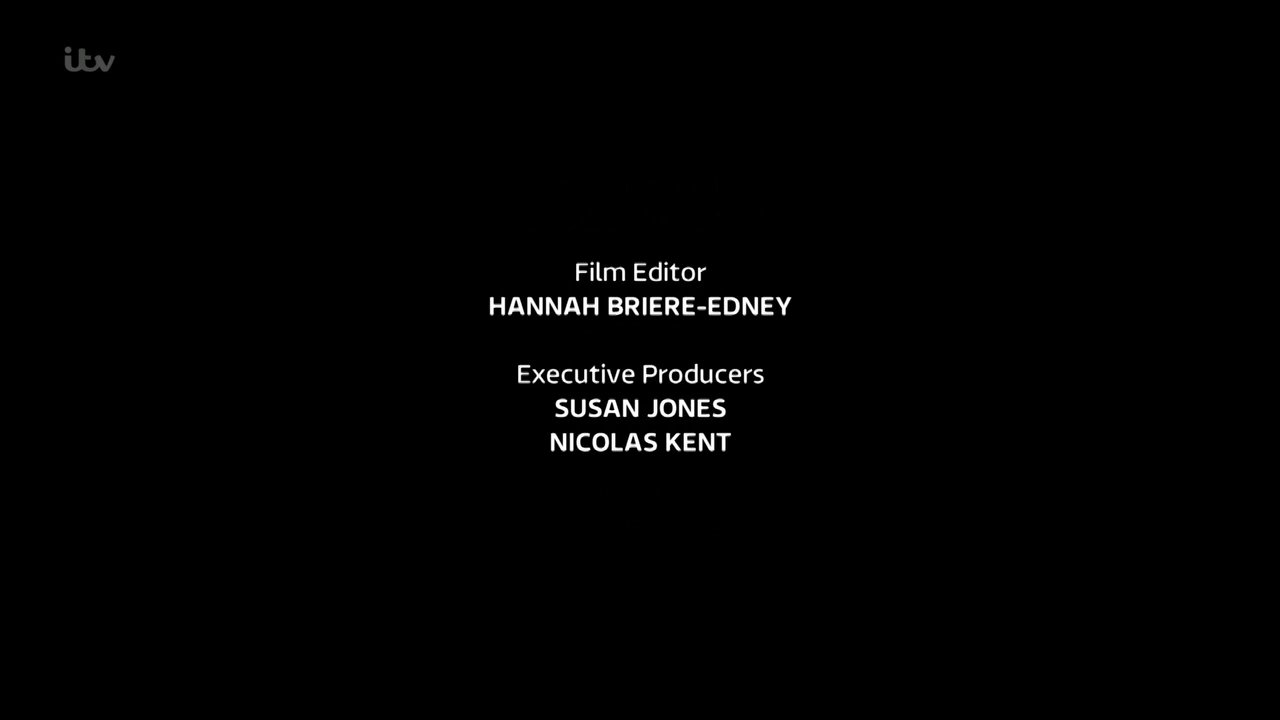 itv
Film Editor
HANNAH BRIERE-EDNEY
Executive Producers
SUSAN JONES
NICOLAS KENT